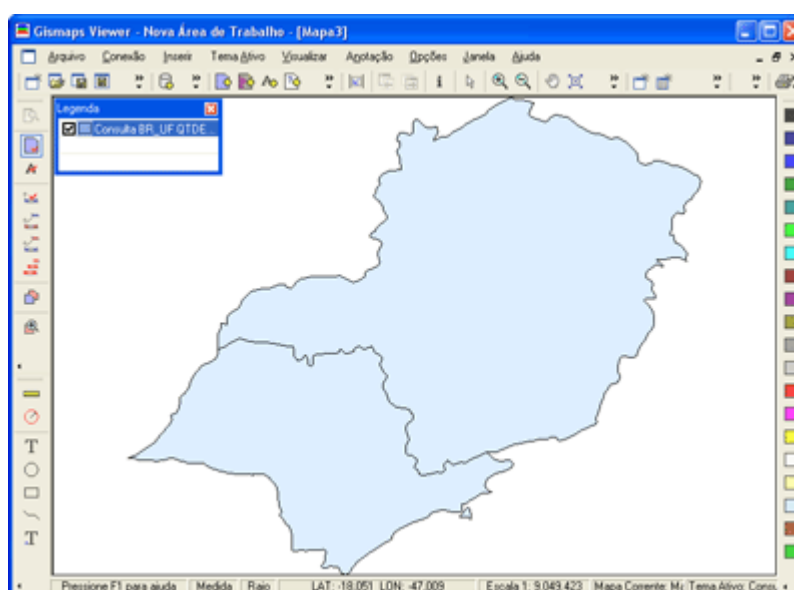 Gismaps Viewer - Nova Área de Trabalho - [Mapa3]
Arquivo Conexão Inserir Tema Ativo Visualizar Anotação Opções Janela Ajuda
Legenda
Consulta BR_UF QTDE ...
Pressione F1 para ajuda Medida Raio LAT: -18.051 LON: -47.009 Escala 1: 9.049.423 Mapa Corrente: Ma Tema Ativo: Consu